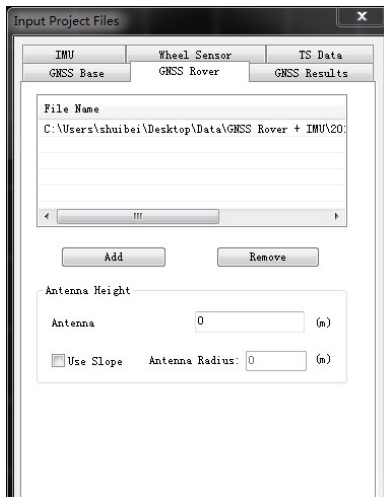 Input Project Files
IMU Wheel Sensor TS Data
GNSS Base GNSS Rover GNSS Results
File Name
C:\Users\shuibei\Desktop\Data\GNSS Rover + IMU\20
Add Remove
Antenna Height
Antenna 0 (m)
Use Slope Antenna Radius: 0 (m)